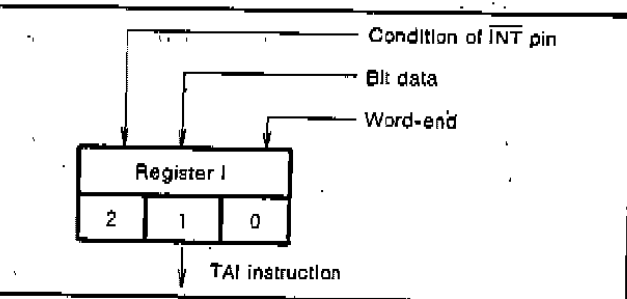 Condition of INT pin
Bit data
Word-end
Register I
2 1 0
TAI instruction